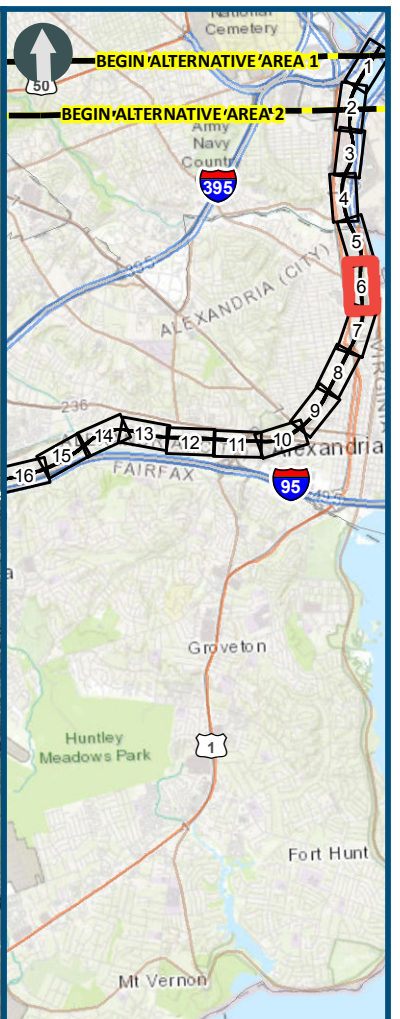 National
Cemetery
50
BEGIN ALTERNATIVE AREA 1
1
BEGIN ALTERNATIVE AREA 2
2
Army
Navy
Country
3
395
4
5
395
ALEXANDRIA (CITY)
6
VIRGINIA
7
8
236
9
14
13
12
11
10
Alexandria
15
16
FAIRFAX
95
495
a
Groveton
1
Huntley
Meadows Park
Fort Hunt
Mt Vernon